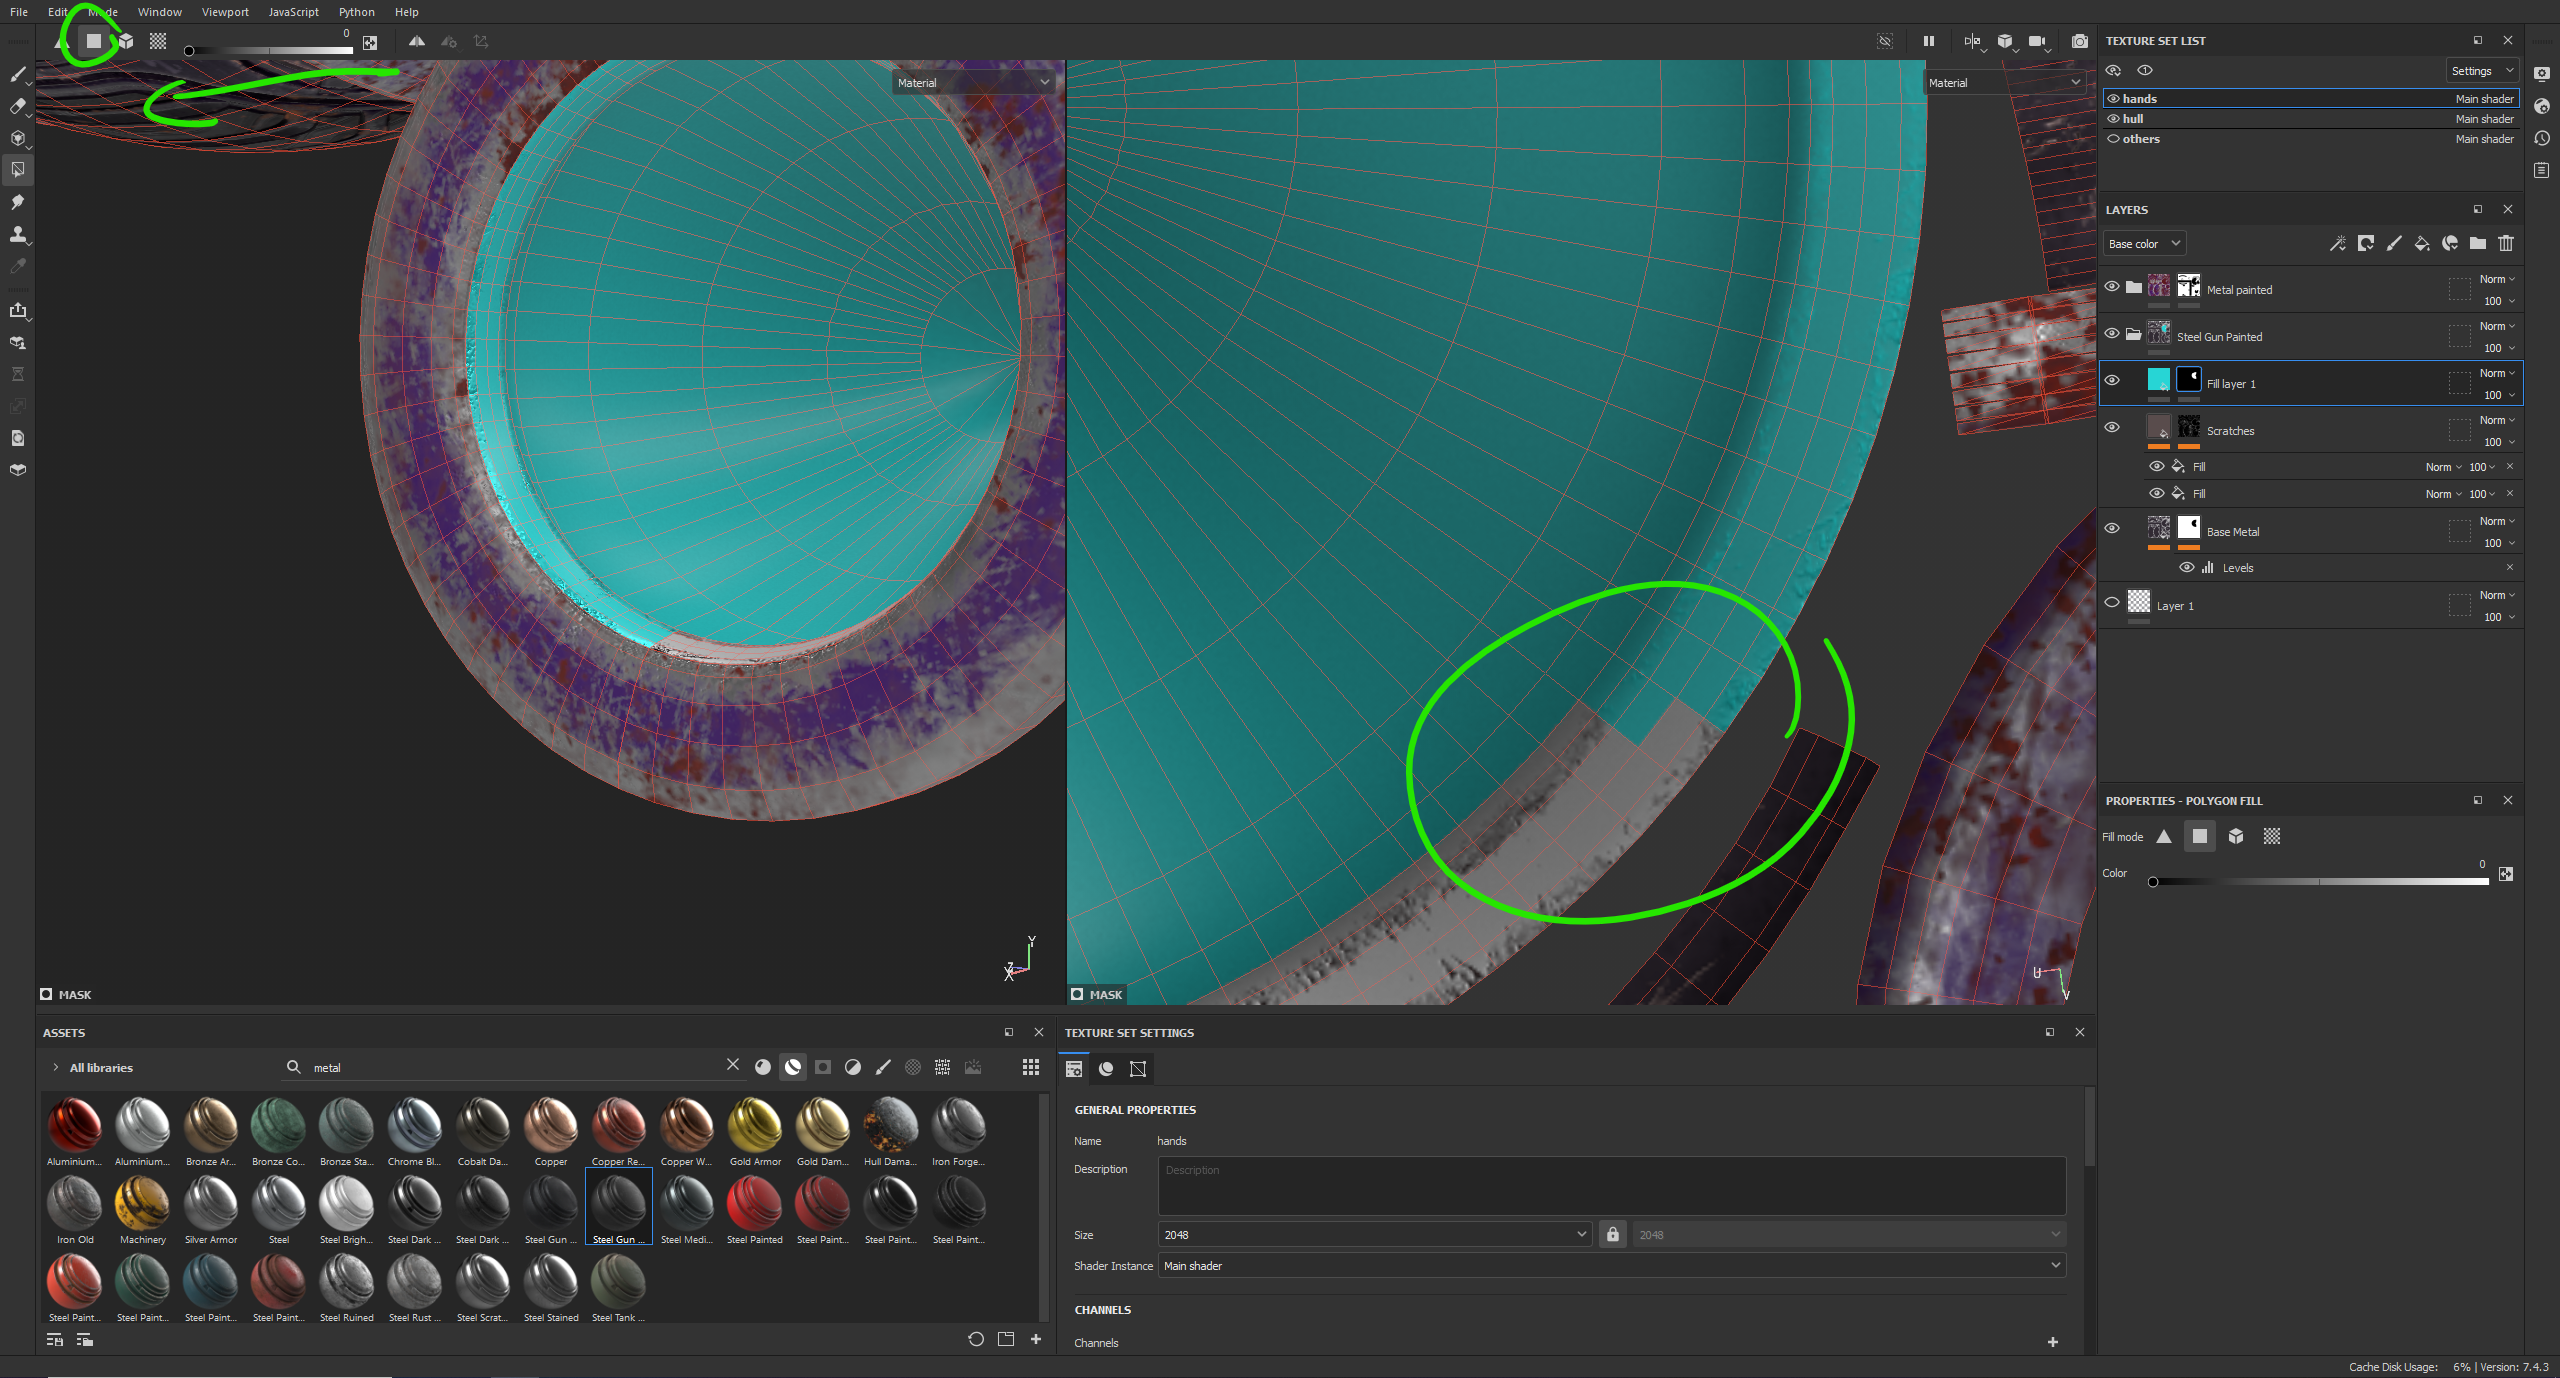 File Edit Mode Window Viewport JavaScript Python Help
0
Material
Material
MASK
MASK
Y
Z
X
U
V
TEXTURE SET LIST
Settings
hands Main shader
hull Main shader
others Main shader
LAYERS
Base color
Metal painted Norm 100
Steel Gun Painted Norm 100
Fill layer 1 Norm 100
Scratches Norm 100
Fill Norm 100
Fill Norm 100
Base Metal Norm 100
Levels
Layer 1 Norm 100
PROPERTIES - POLYGON FILL
Fill mode
Color 0
ASSETS
All libraries metal
Aluminium... Aluminium... Bronze Ar... Bronze Co... Bronze Sta... Chrome Bl... Cobalt Da... Copper Copper Re... Copper W... Gold Armor Gold Dam... Hull Dama... Iron Forge...
Iron Old Machinery Silver Armor Steel Steel Brigh... Steel Dark ... Steel Dark ... Steel Gun ... Steel Gun ... Steel Medi... Steel Painted Steel Paint... Steel Paint... Steel Paint...
Steel Paint... Steel Paint... Steel Paint... Steel Paint... Steel Ruined Steel Rust ... Steel Scrat... Steel Stained Steel Tank ...
TEXTURE SET SETTINGS
GENERAL PROPERTIES
Name hands
Description Description
Size 2048 2048
Shader Instance Main shader
CHANNELS
Channels
Cache Disk Usage: 6% | Version: 7.4.3